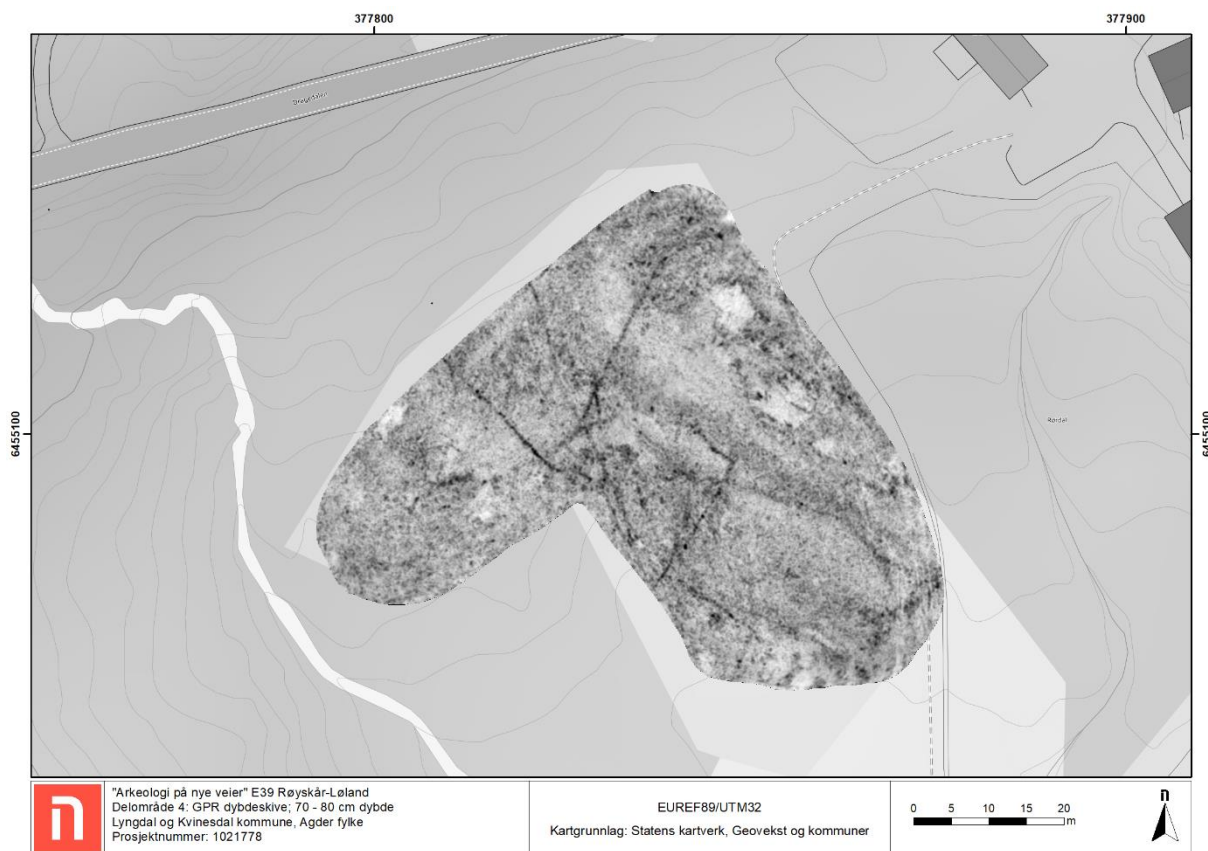 377800
377900
Drøgedalen
6455100
6455100
Rørdal
"Arkeologi på nye veier" E39 Røyskår-Løland
Delområde 4: GPR dybdeskive; 70 - 80 cm dybde
Lyngdal og Kvinesdal kommune, Agder fylke
Prosjektnummer: 1021778
EUREF89/UTM32
Kartgrunnlag: Statens kartverk, Geovekst og kommuner
0 5 10 15 20
m
n